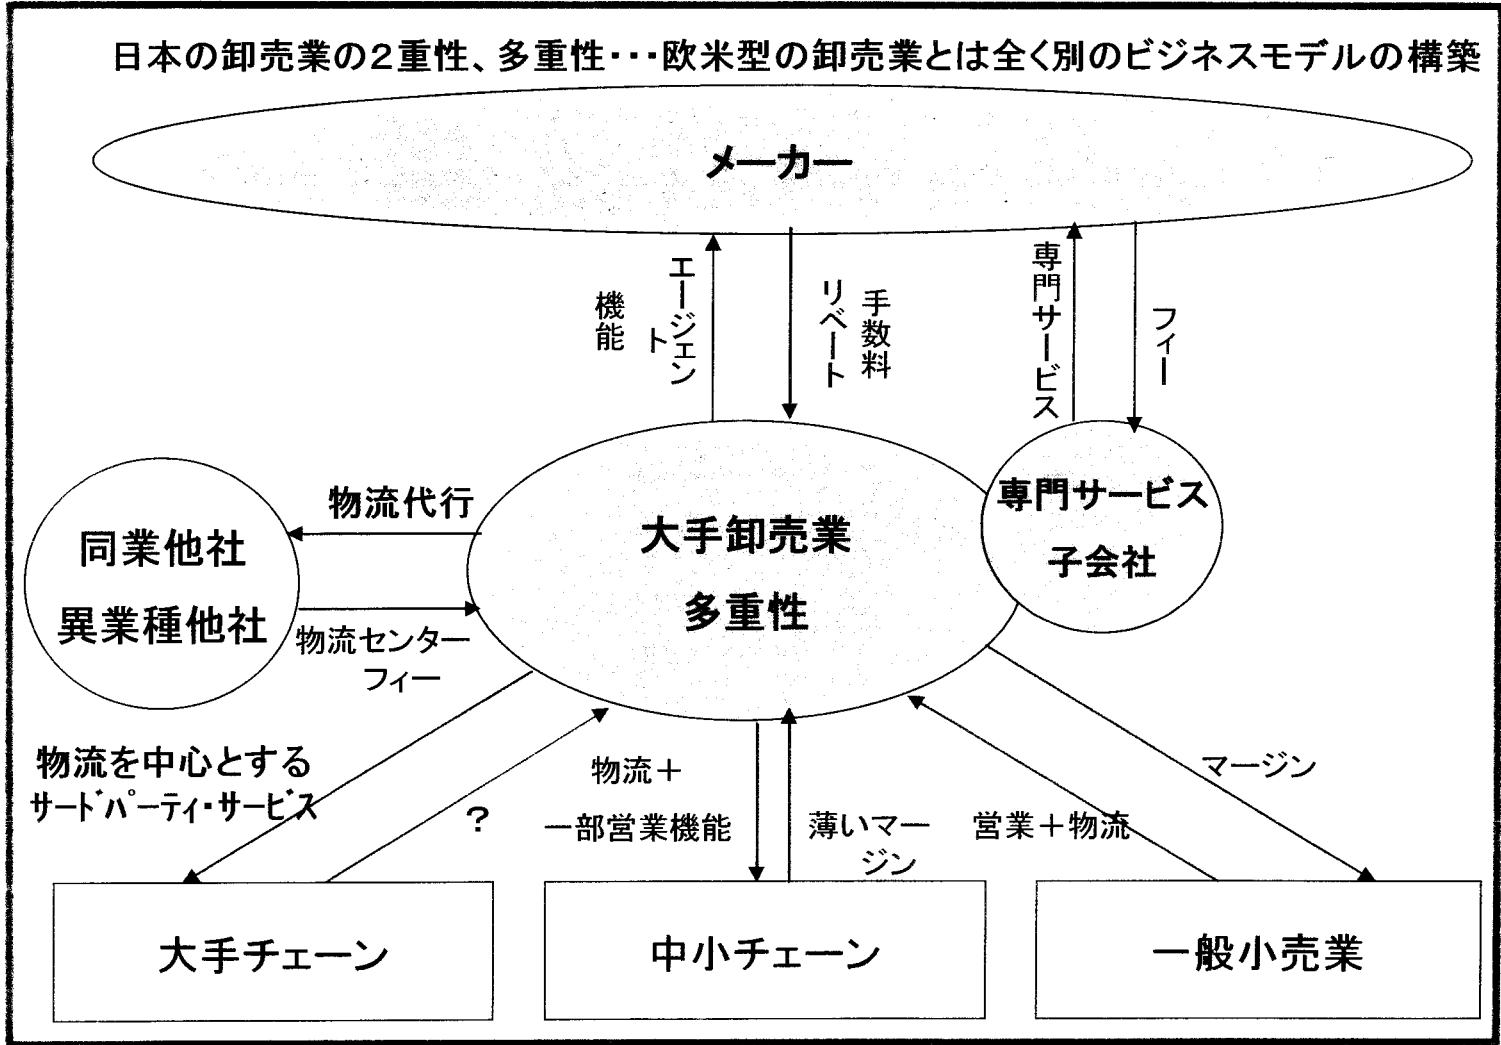 日本の卸売業の2重性、多重性・・・欧米型の卸売業とは全く別のビジネスモデルの構築
メーカー
エージェント
機能
手数料
リベート
専門サービス
フィー
専門サービス
子会社
物流代行
同業他社
異業種他社
物流センター
フィー
大手卸売業
多重性
物流を中心とする
サードパーティ・サービス
?
物流+
一部営業機能
薄いマー
ジン
営業+物流
マージン
大手チェーン
中小チェーン
一般小売業